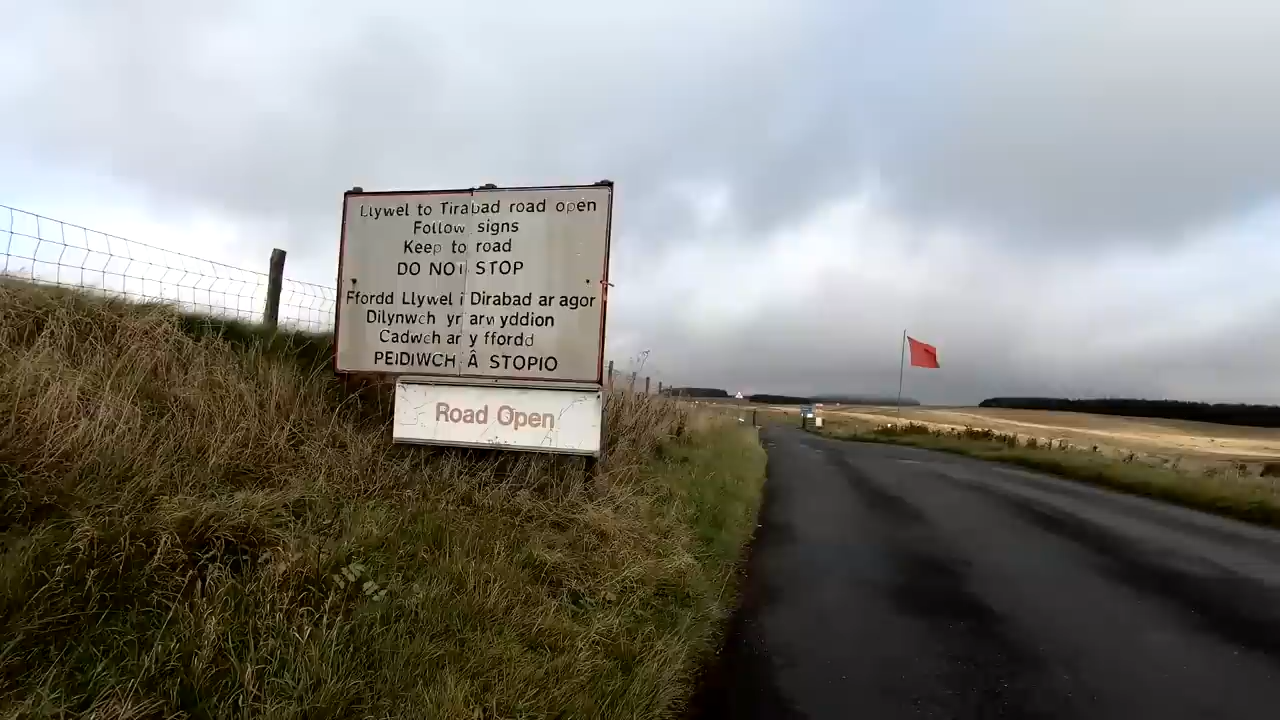 Llywel to Tirabad road open
Follow signs
Keep to road
DO NOT STOP
Ffordd Llywel i Dirabad ar agor
Dilynwch yr arwyddion
Cadwch ar y ffordd
PEIDIWCH Â STOPIO
Road Open